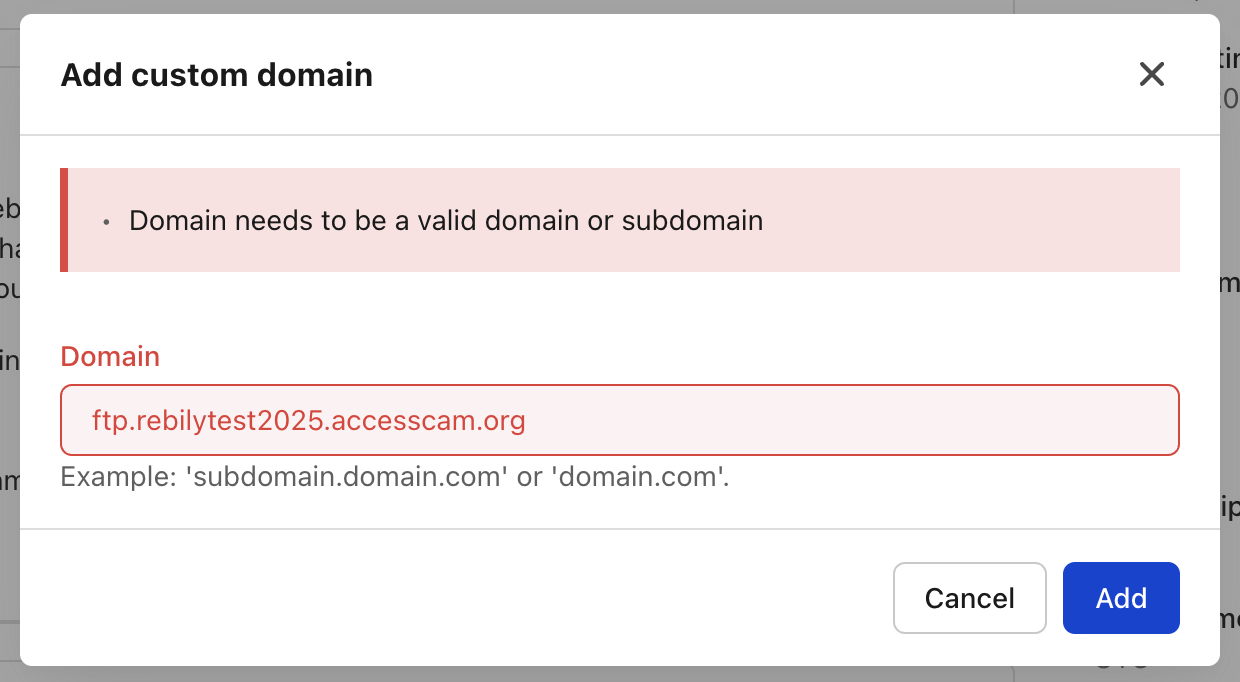 Add custom domain
• Domain needs to be a valid domain or subdomain
Domain
ftp.rebilytest2025.accesscam.org
Example: 'subdomain.domain.com' or 'domain.com'.
Cancel
Add